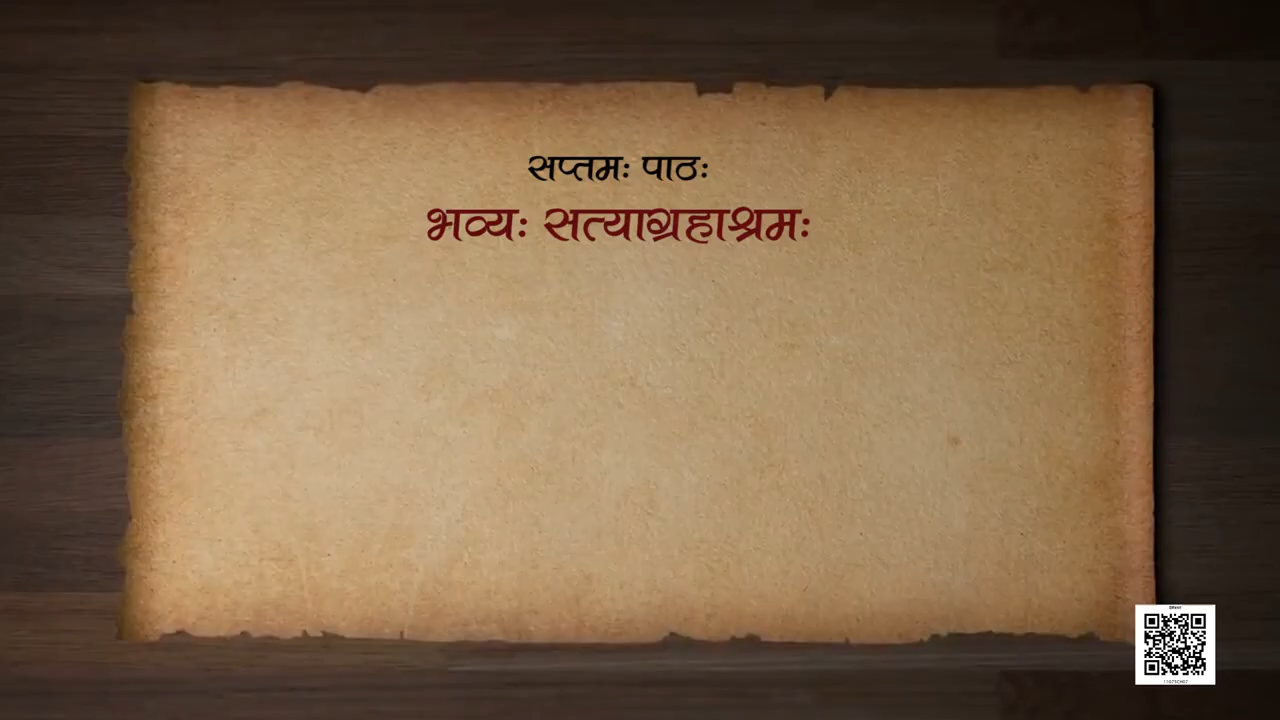 सप्तमः पाठः
भव्यः सत्याग्रहाश्रमः